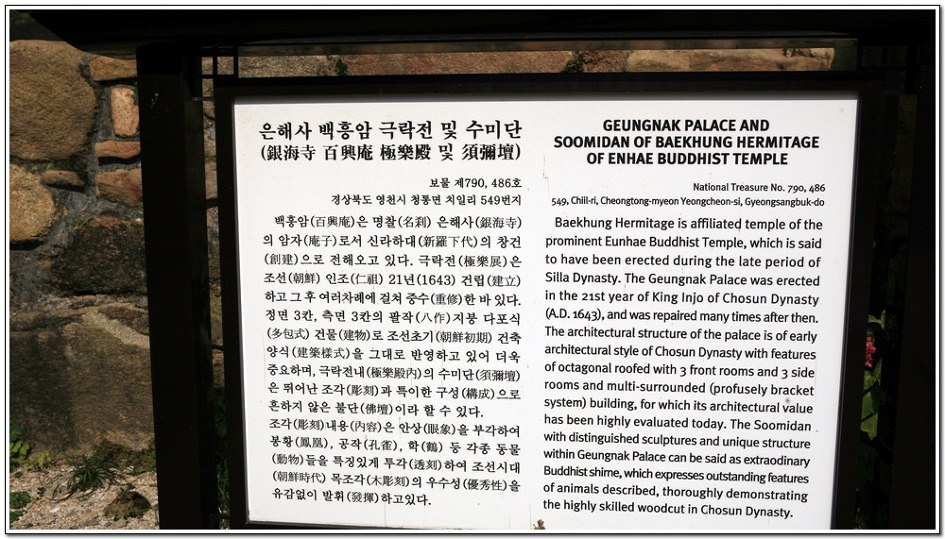 은해사 백흥암 극락전 및 수미단
(銀海寺 百興庵 極樂殿 및 須彌壇)
보물 제790, 486호
경상북도 영천시 청통면 치일리 549번지
백흥암(百興庵)은 명찰(名刹) 은해사(銀海寺)
의 암자(庵子)로서 신라하대(新羅下代)의 창건
(創建)으로 전해오고 있다. 극락전(極樂展)은
조선(朝鮮) 인조(仁祖) 21년(1643) 건립(建立)
하고 그 후 여러차례에 걸쳐 중수(重修)한 바 있다.
정면 3칸, 측면 3칸의 팔작(八作)지붕 다포식
(多包式) 건물(建物)로 조선초기(朝鮮初期) 건축
양식(建築樣式)을 그대로 반영하고 있어 더욱
중요하며, 극락전내(極樂殿內)의 수미단(須彌壇)
은 뛰어난 조각(彫刻)과 특이한 구성(構成)으로
흔하지 않은 불단(佛壇)이라 할 수 있다.
조각(彫刻)내용(內容)은 안상(眼象)을 부각하여
봉황(鳳凰), 공작(孔雀), 학(鶴) 등 각종 동물
(動物)들을 특징있게 투각(透刻)하여 조선시대
(朝鮮時代) 목조각(木彫刻)의 우수성(優秀性)을
유감없이 발휘(發揮)하고있다.
GEUNGNAK PALACE AND
SOOMIDAN OF BAEKHUNG HERMITAGE
OF ENHAE BUDDHIST TEMPLE
National Treasure No. 790, 486
549, Chiil-ri, Cheongtong-myeon Yeongcheon-si, Gyeongsangbuk-do
Baekhung Hermitage is affiliated temple of the
prominent Eunhae Buddhist Temple, which is said
to have been erected during the late period of
Silla Dynasty. The Geungnak Palace was erected
in the 21st year of King Injo of Chosun Dynasty
(A.D. 1643), and was repaired many times after then.
The architectural structure of the palace is of early
architectural style of Chosun Dynasty with features
of octagonal roofed with 3 front rooms and 3 side
rooms and multi-surrounded (profusely bracket
system) building, for which its architectural value
has been highly evaluated today. The Soomidan
with distinguished sculptures and unique structure
within Geungnak Palace can be said as extraodinary
Buddhist shime, which expresses outstanding features
of animals described, thoroughly demonstrating
the highly skilled woodcut in Chosun Dynasty.